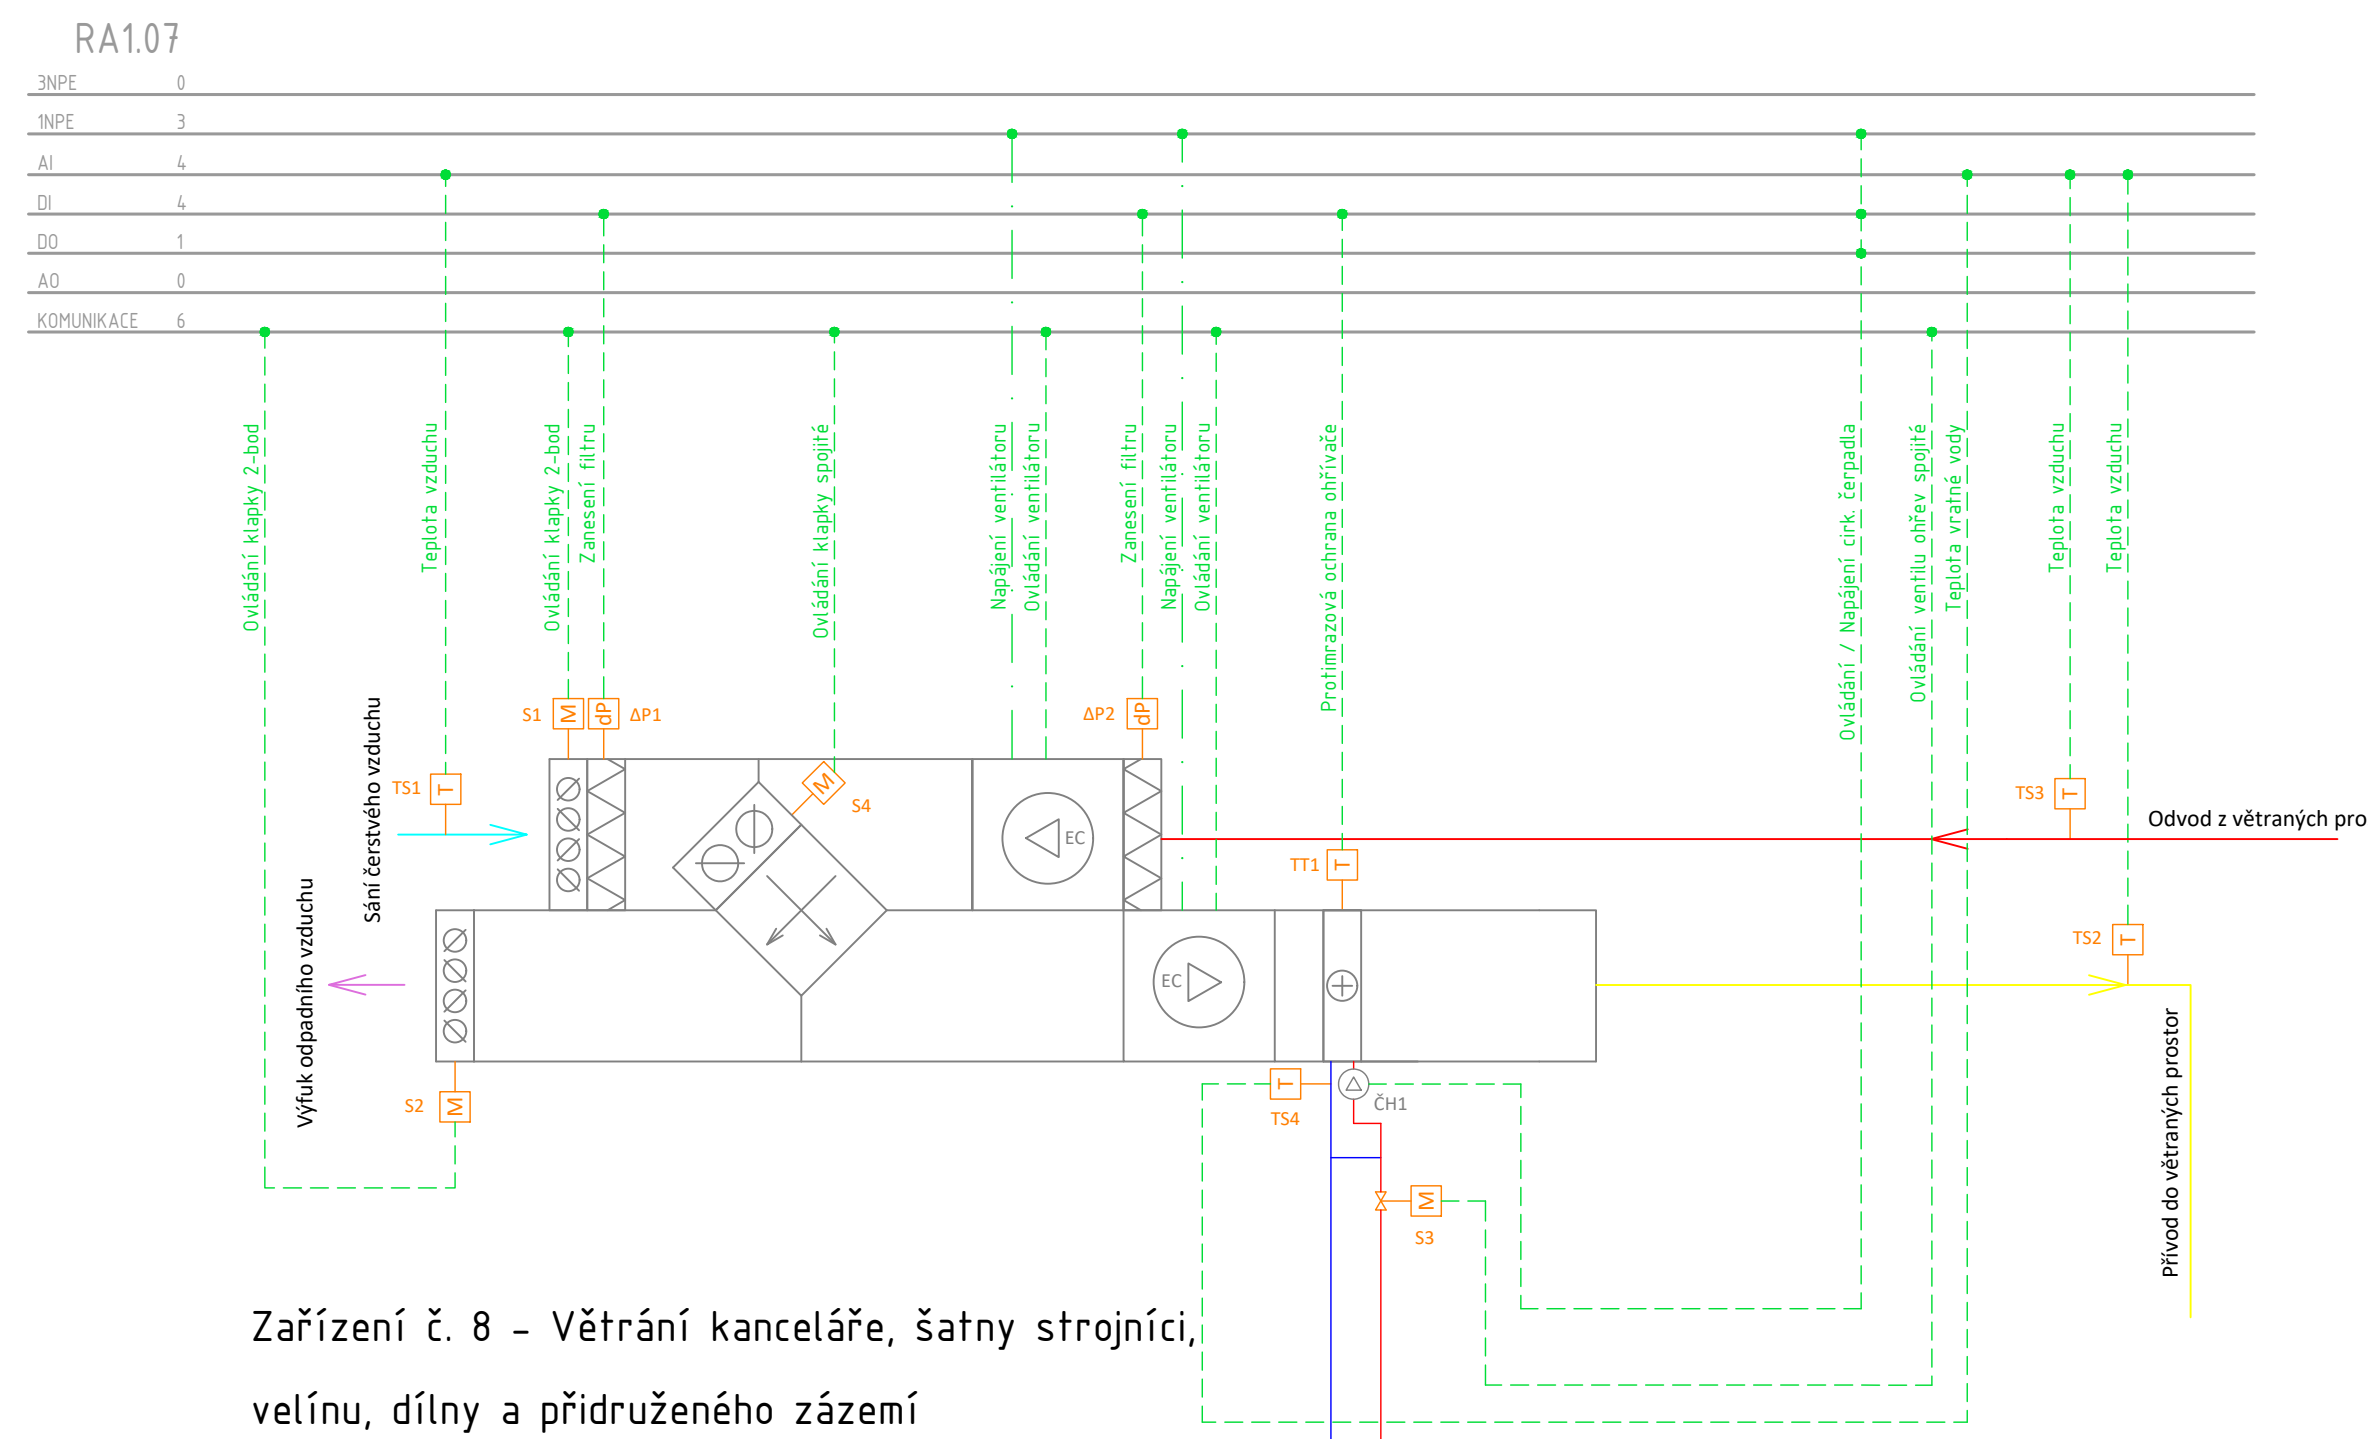 RA1.07
3NPE 0
1NPE 3
AI 4
DI 4
DO 1
AO 0
KOMUNIKACE 6
Ovládání klapky 2-bod
Teplota vzduchu
Ovládání klapky 2-bod
Zanesení filtru
Ovládání klapky spojité
Napájení ventilátoru
Ovládání ventilátoru
Zanesení filtru
Napájení ventilátoru
Ovládání ventilátoru
Protimrazová ochrana ohřívače
Ovládání / Napájení cirk. čerpadla
Ovládání ventilu ohřev spojité
Teplota vratné vody
Teplota vzduchu
Teplota vzduchu
S1 M dP ΔP1
ΔP2 dP
Sání čerstvého vzduchu
TS1 T
M S4
TS3 T
Odvod z větraných pro
EC
TT1 T
Výfuk odpadního vzduchu
TS2 T
EC
Přívod do větraných prostor
S2 M
T TS4
ČH1
M S3
Zařízení č. 8 - Větrání kanceláře, šatny strojníci,
velínu, dílny a přidruženého zázemí